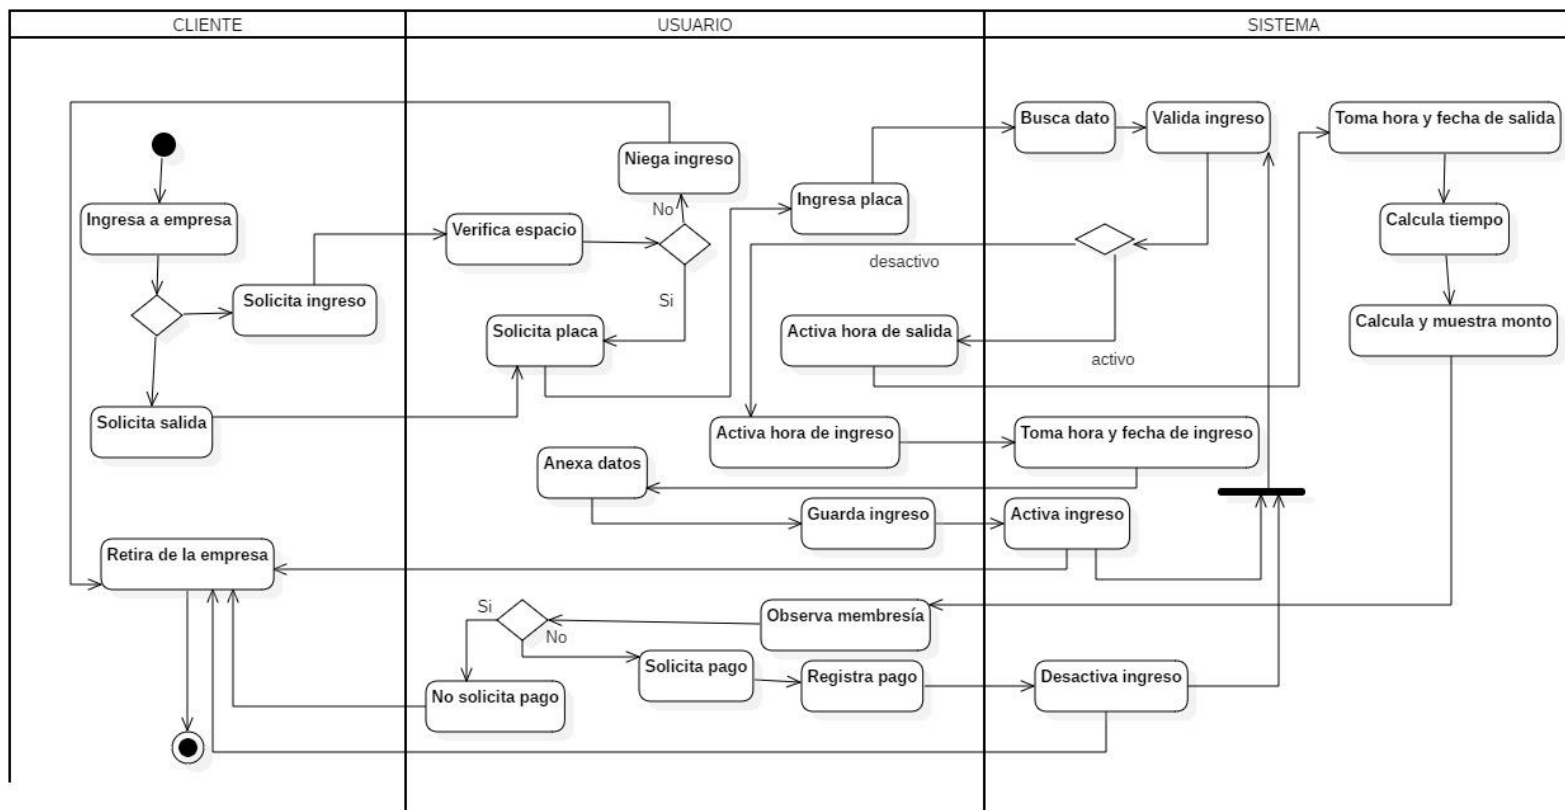 CLIENTE
USUARIO
SISTEMA
Busca dato
Valida ingreso
Toma hora y fecha de salida
Niega ingreso
Ingresa placa
No
Ingresa a empresa
Verifica espacio
Calcula tiempo
desactivo
Solicita ingreso
Si
Solicita placa
Activa hora de salida
Calcula y muestra monto
activo
Solicita salida
Activa hora de ingreso
Toma hora y fecha de ingreso
Anexa datos
Guarda ingreso
Activa ingreso
Retira de la empresa
Si
Observa membresía
No
Solicita pago
Registra pago
Desactiva ingreso
No solicita pago